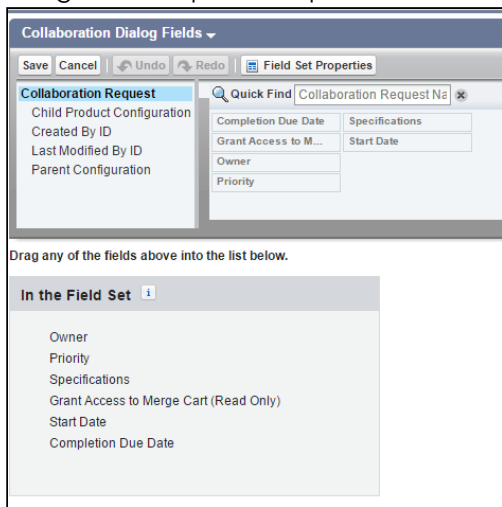 Collaboration Dialog Fields
Save Cancel Undo Redo Field Set Properties
Collaboration Request
Child Product Configuration
Created By ID
Last Modified By ID
Parent Configuration
Quick Find Collaboration Request Na
Completion Due Date Specifications
Grant Access to M... Start Date
Owner
Priority
Drag any of the fields above into the list below.
In the Field Set i
Owner
Priority
Specifications
Grant Access to Merge Cart (Read Only)
Start Date
Completion Due Date